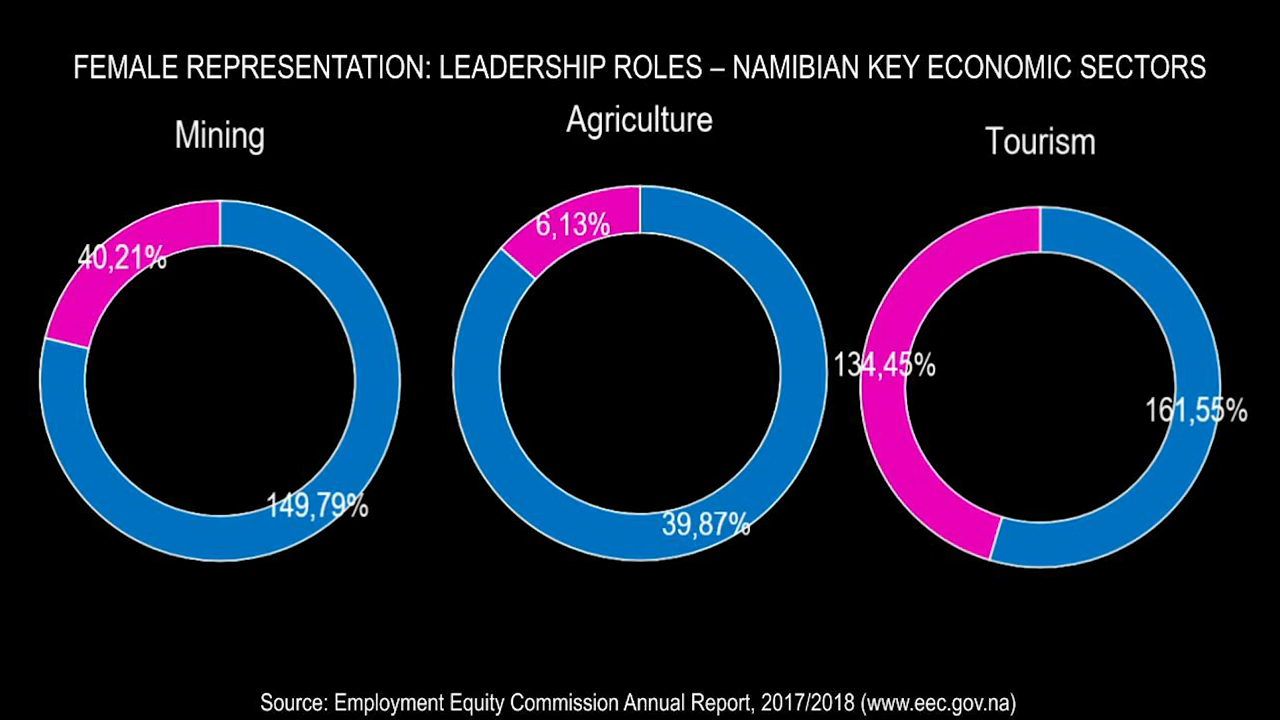 FEMALE REPRESENTATION: LEADERSHIP ROLES – NAMIBIAN KEY ECONOMIC SECTORS
Mining
Agriculture
Tourism
40,21%
149,79%
6,13%
39,87%
134,45%
161,55%
Source: Employment Equity Commission Annual Report, 2017/2018 (www.eec.gov.na)